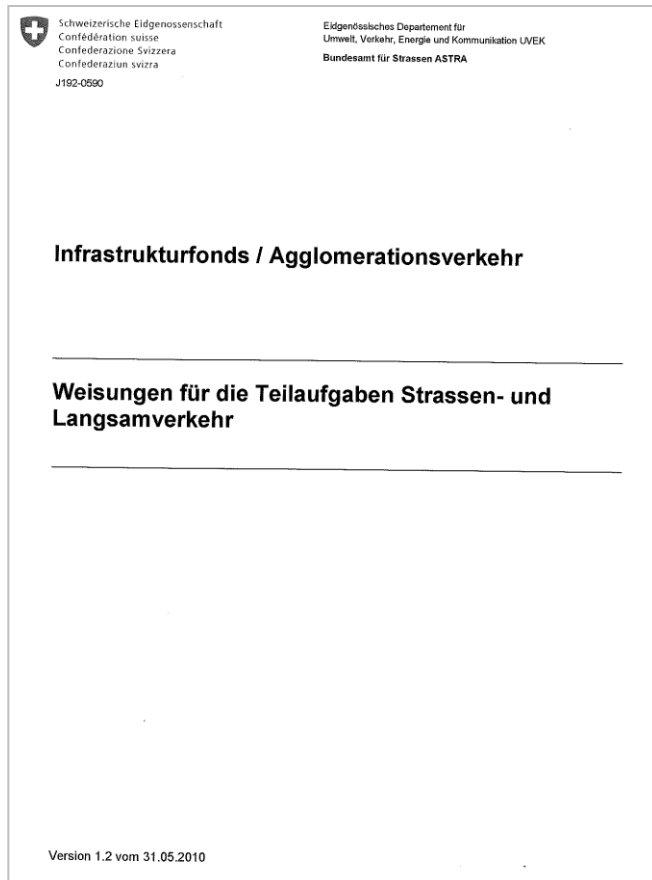 Schweizerische Eidgenossenschaft
Confédération suisse
Confederazione Svizzera
Confederaziun svizra
J192-0590
Eidgenössisches Departement für
Umwelt, Verkehr, Energie und Kommunikation UVEK
Bundesamt für Strassen ASTRA
Infrastrukturfonds / Agglomerationsverkehr
Weisungen für die Teilaufgaben Strassen- und
Langsamverkehr
Version 1.2 vom 31.05.2010